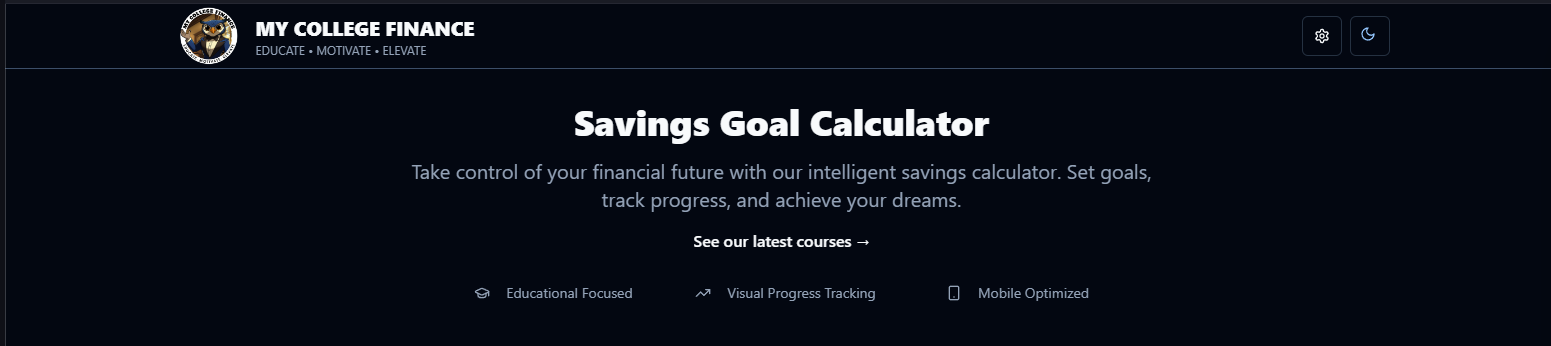 MY COLLEGE FINANCE
EDUCATE • MOTIVATE • ELEVATE
Savings Goal Calculator
Take control of your financial future with our intelligent savings calculator. Set goals,
track progress, and achieve your dreams.
See our latest courses →
Educational Focused
Visual Progress Tracking
Mobile Optimized